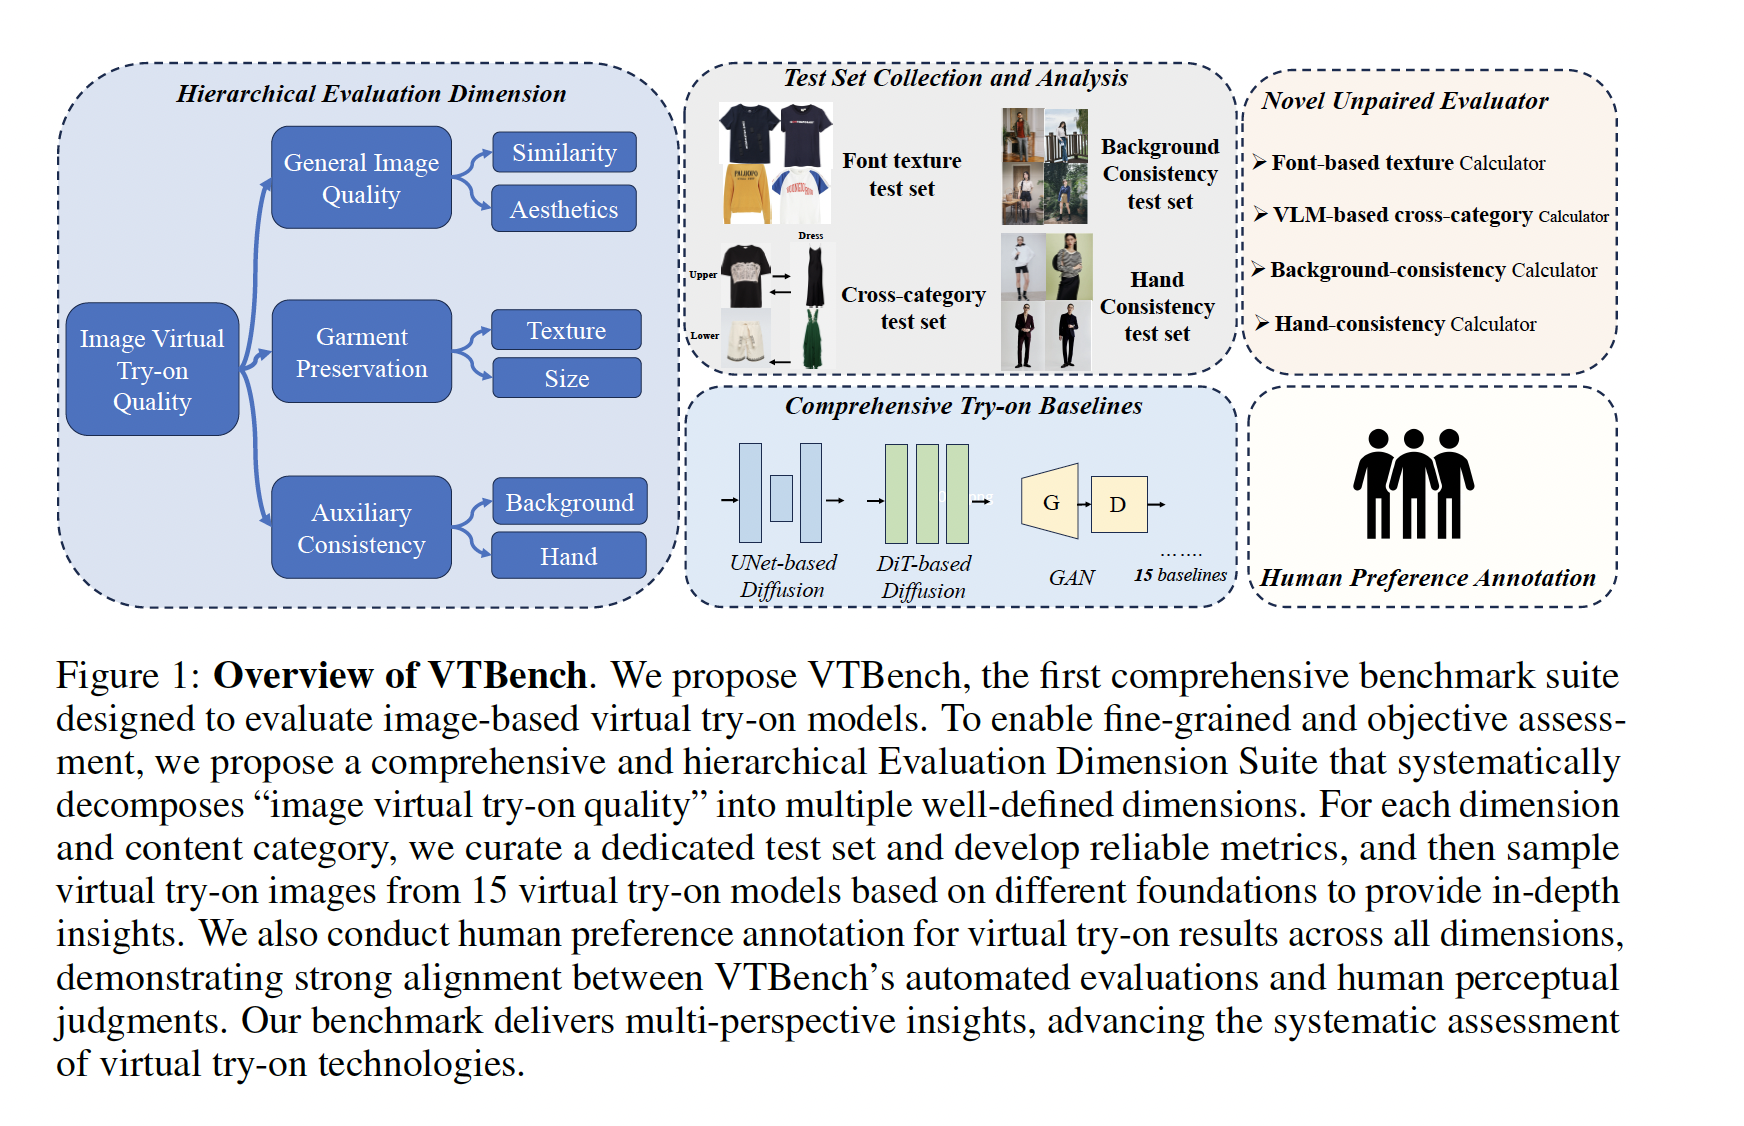 Hierarchical Evaluation Dimension
Image Virtual
Try-on
Quality
General Image
Quality
Similarity
Aesthetics
Garment
Preservation
Texture
Size
Auxiliary
Consistency
Background
Hand
Test Set Collection and Analysis
Font texture
test set
Background
Consistency
test set
Dress
Upper
Lower
Cross-category
test set
Hand
Consistency
test set
Novel Unpaired Evaluator
➢ Font-based texture Calculator
➢ VLM-based cross-category Calculator
➢ Background-consistency Calculator
➢ Hand-consistency Calculator
Comprehensive Try-on Baselines
UNet-based
Diffusion
DiT-based
Diffusion
G
D
GAN
... ....
15 baselines
Human Preference Annotation
Figure 1: Overview of VTBench. We propose VTBench, the first comprehensive benchmark suite
designed to evaluate image-based virtual try-on models. To enable fine-grained and objective assess-
ment, we propose a comprehensive and hierarchical Evaluation Dimension Suite that systematically
decomposes “image virtual try-on quality” into multiple well-defined dimensions. For each dimension
and content category, we curate a dedicated test set and develop reliable metrics, and then sample
virtual try-on images from 15 virtual try-on models based on different foundations to provide in-depth
insights. We also conduct human preference annotation for virtual try-on results across all dimensions,
demonstrating strong alignment between VTBench’s automated evaluations and human perceptual
judgments. Our benchmark delivers multi-perspective insights, advancing the systematic assessment
of virtual try-on technologies.